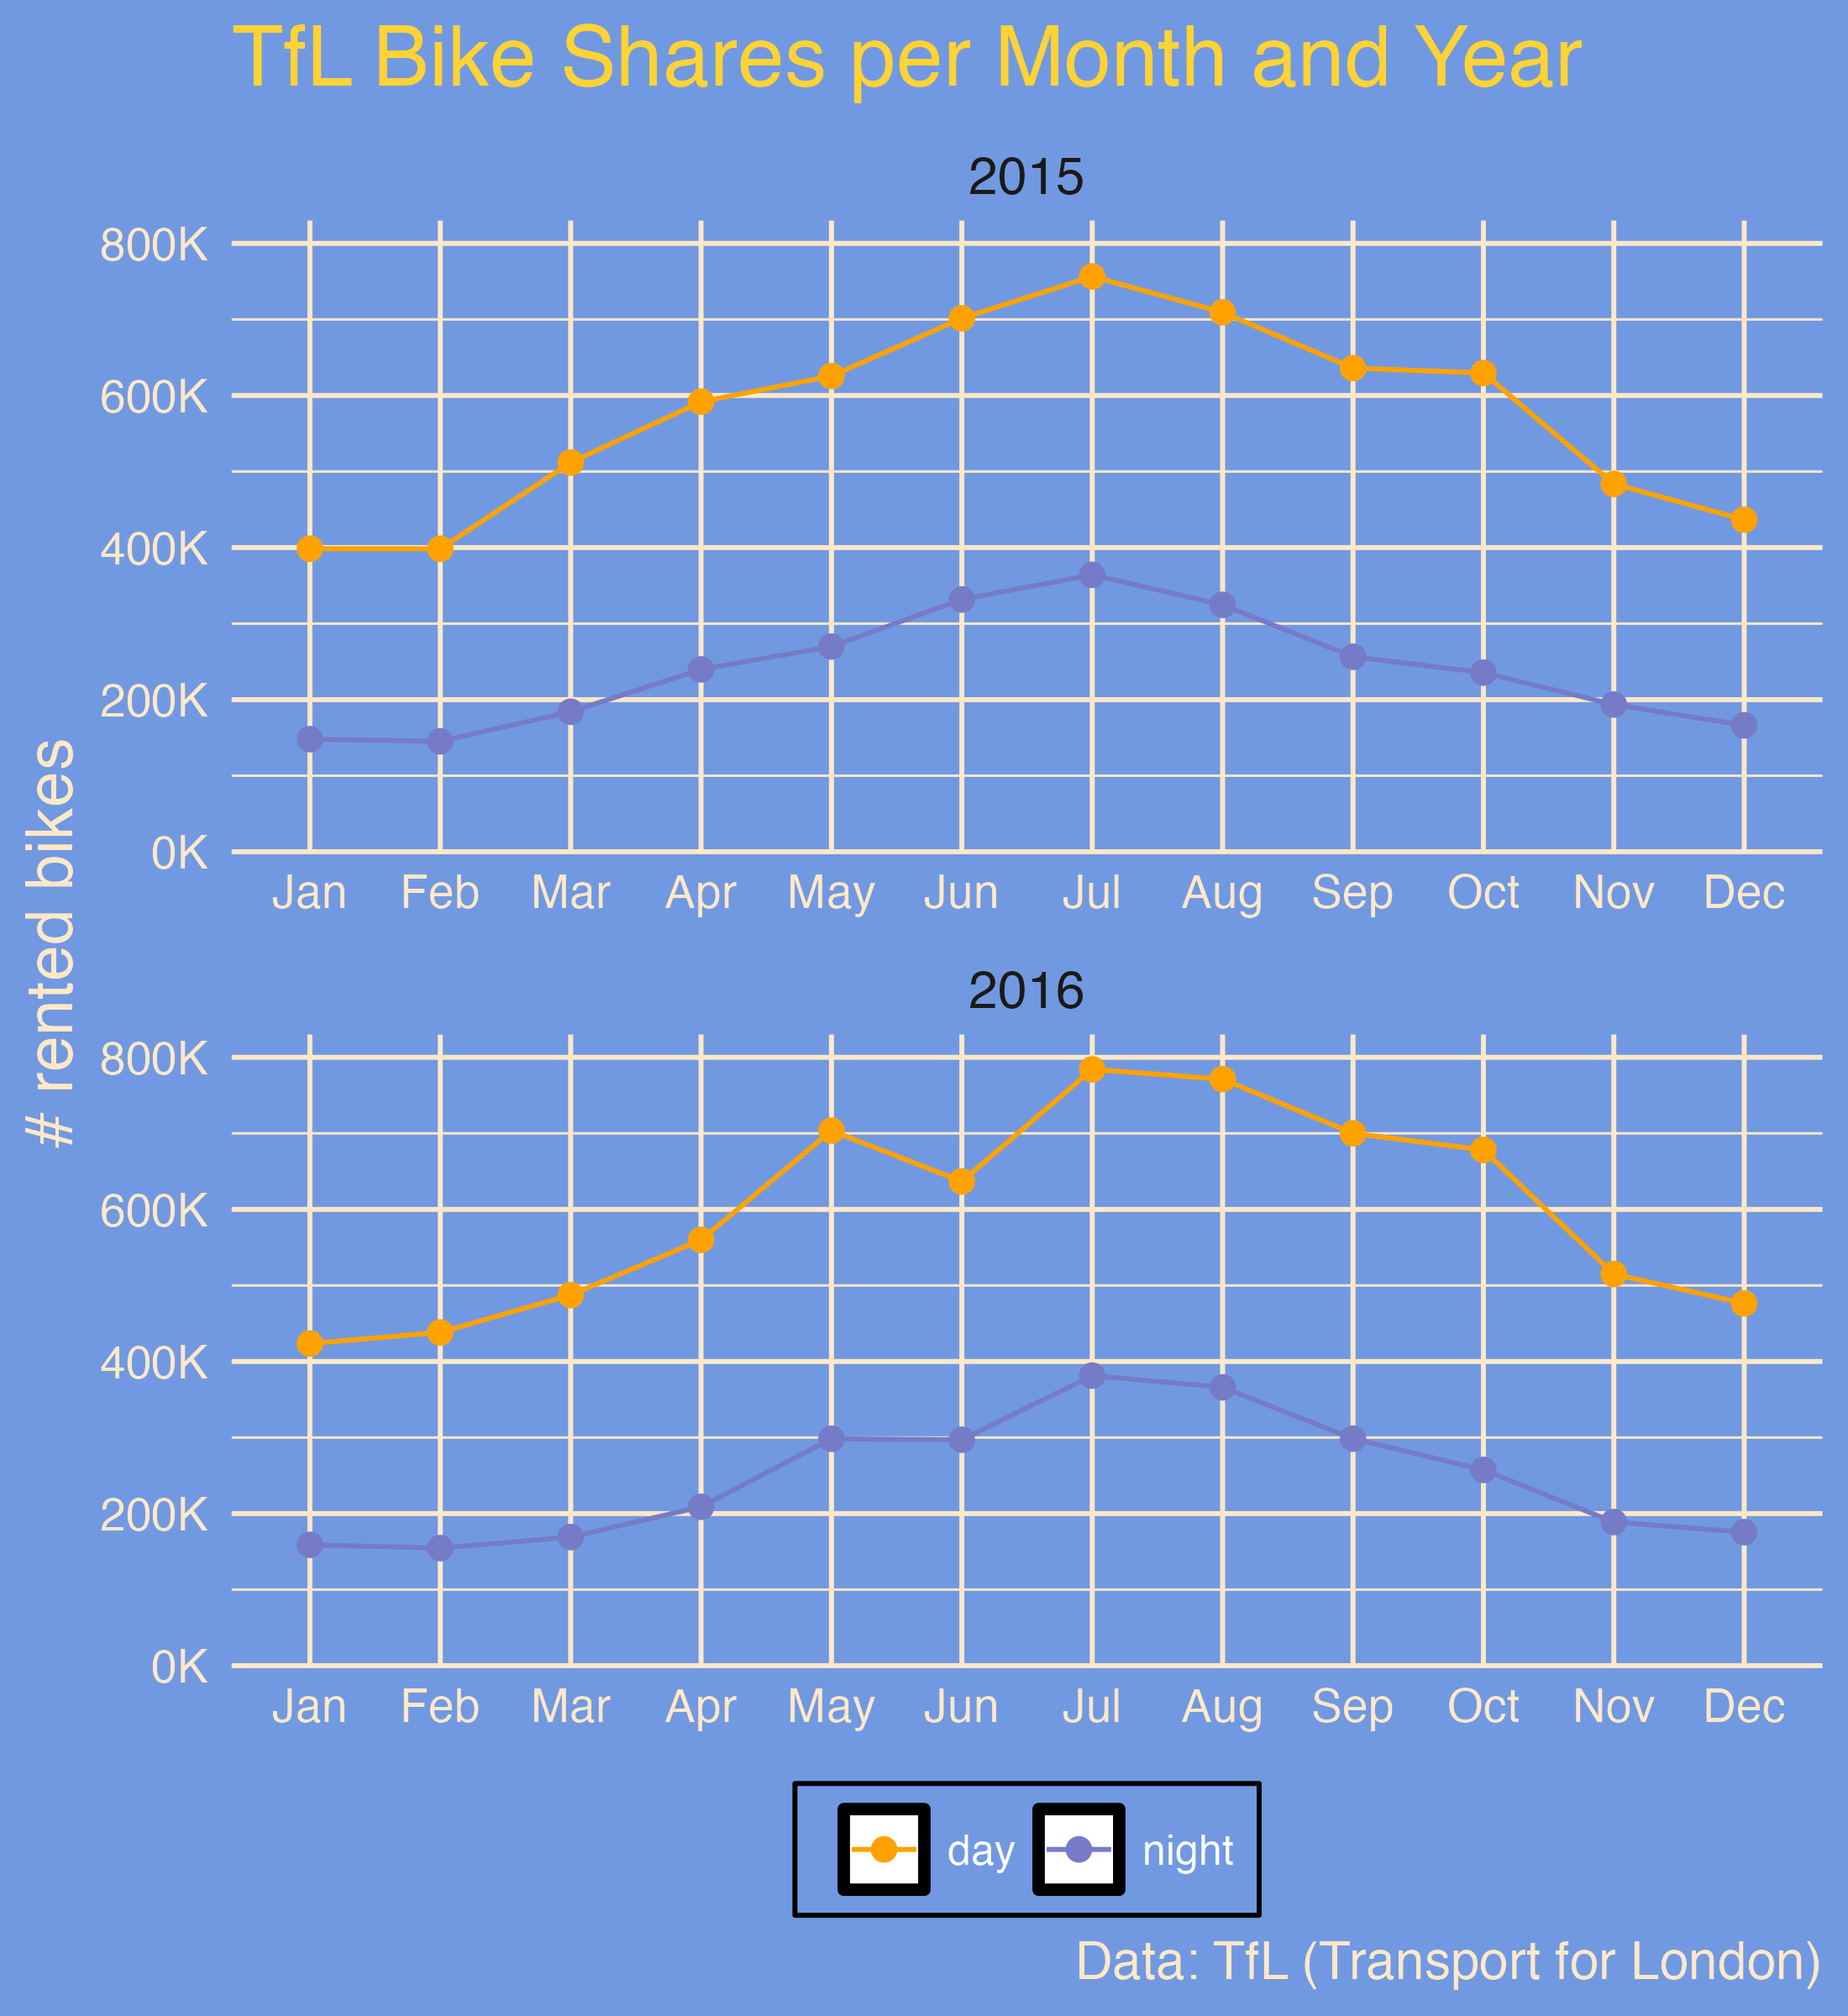 TfL Bike Shares per Month and Year
# rented bikes
2015
800K
600K
400K
200K
0K
Jan Feb Mar Apr May Jun Jul Aug Sep Oct Nov Dec
2016
800K
600K
400K
200K
0K
Jan Feb Mar Apr May Jun Jul Aug Sep Oct Nov Dec
day night
Data: TfL (Transport for London)